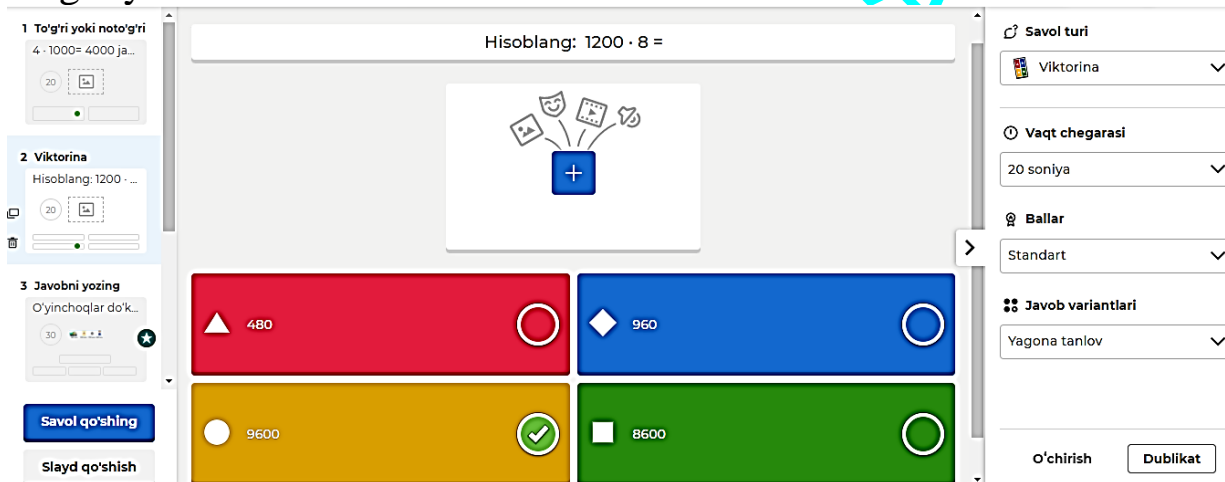 1 To'g'ri yoki noto'g'ri
4 · 1000= 4000 ja...
20
2 Viktorina
Hisoblang: 1200 · ...
20
3 Javobni yozing
O'yinchoqlar do'k...
30
Savol qo'shing
Slayd qo'shish
Hisoblang: 1200 · 8 =
480
960
9600
8600
Savol turi
Viktorina
Vaqt chegarasi
20 soniya
Ballar
Standart
Javob variantlari
Yagona tanlov
O'chirish
Dublikat